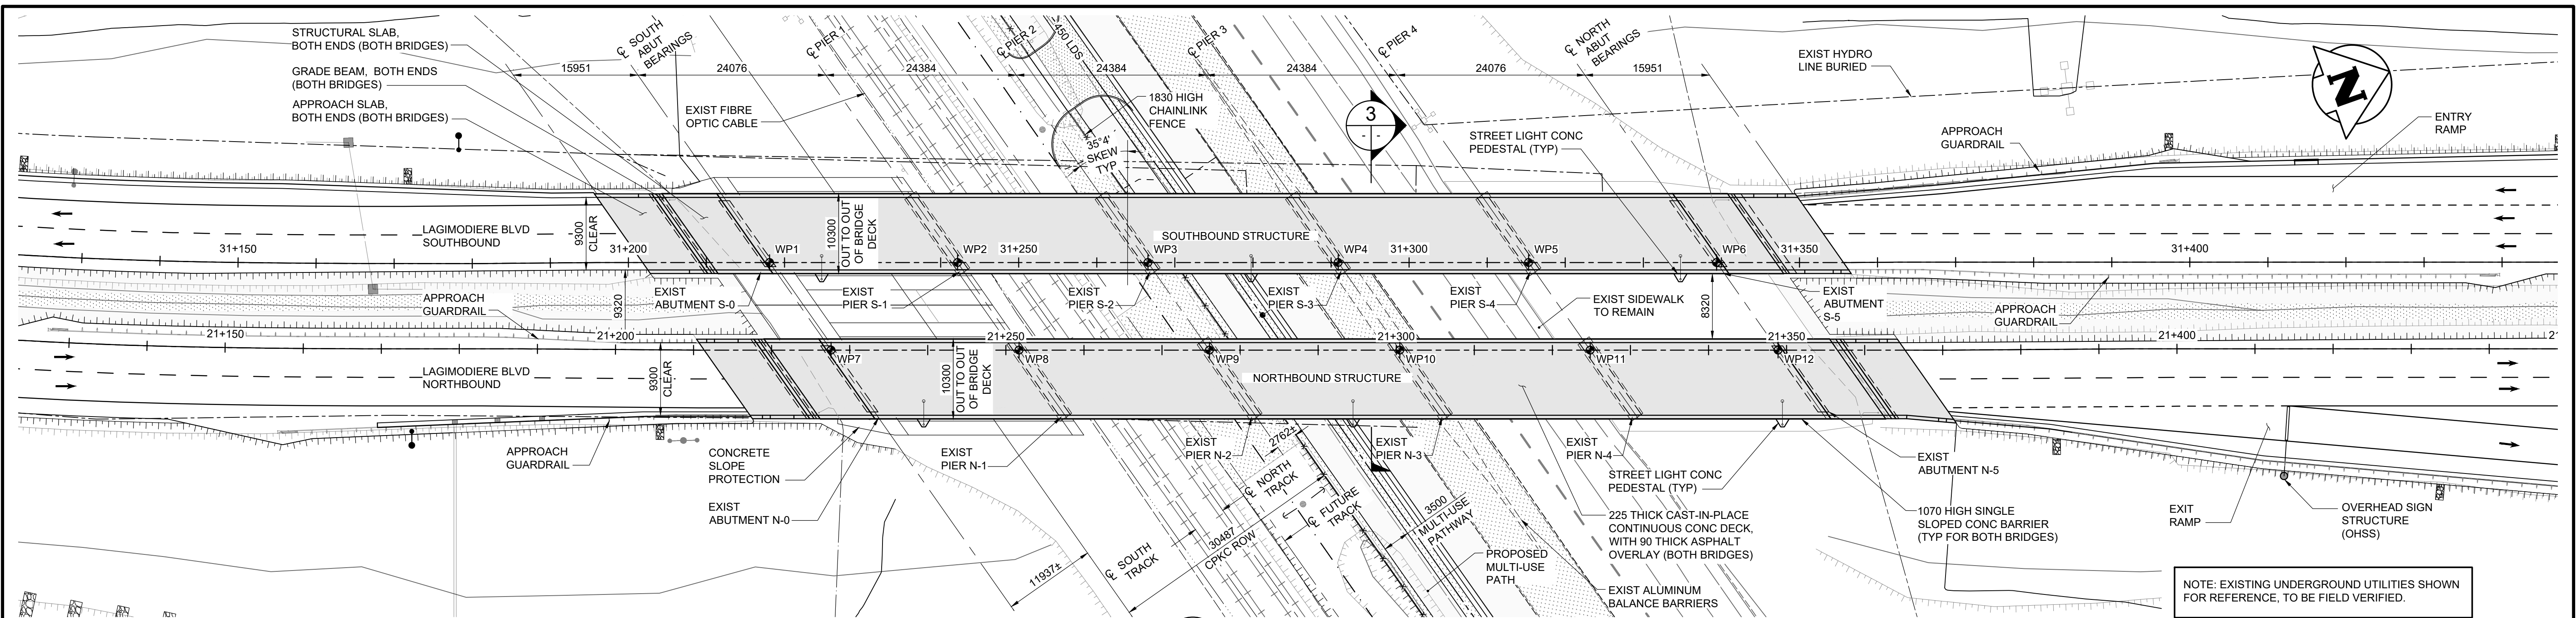 STRUCTURAL SLAB,
BOTH ENDS (BOTH BRIDGES)
GRADE BEAM, BOTH ENDS
(BOTH BRIDGES)
APPROACH SLAB,
BOTH ENDS (BOTH BRIDGES)
℄ SOUTH
ABUT
BEARINGS
℄ PIER 1
℄ PIER 2
450 LDS
℄ PIER 3
℄ PIER 4
℄ NORTH
ABUT
BEARINGS
15951
24076
24384
24384
24384
24076
15951
EXIST FIBRE
OPTIC CABLE
1830 HIGH
CHAINLINK
FENCE
35°4'
SKEW
TYP
3
STREET LIGHT CONC
PEDESTAL (TYP)
EXIST HYDRO
LINE BURIED
N
APPROACH
GUARDRAIL
ENTRY
RAMP
LAGIMODIERE BLVD
SOUTHBOUND
9300
CLEAR
10300
OUT TO OUT
OF BRIDGE
DECK
SOUTHBOUND STRUCTURE
31+150
31+200
31+250
31+300
31+350
31+400
WP1
WP2
WP3
WP4
WP5
WP6
APPROACH
GUARDRAIL
9320
EXIST
ABUTMENT S-0
EXIST
PIER S-1
EXIST
PIER S-2
EXIST
PIER S-3
EXIST
PIER S-4
EXIST SIDEWALK
TO REMAIN
8320
EXIST
ABUTMENT
S-5
APPROACH
GUARDRAIL
21+150
21+200
21+250
21+300
21+350
21+400
21
WP7
WP8
WP9
WP10
WP11
WP12
LAGIMODIERE BLVD
NORTHBOUND
9300
CLEAR
10300
OUT TO OUT
OF BRIDGE
DECK
NORTHBOUND STRUCTURE
APPROACH
GUARDRAIL
CONCRETE
SLOPE
PROTECTION
EXIST
ABUTMENT N-0
EXIST
PIER N-1
EXIST
PIER N-2
2762±
EXIST
PIER N-3
EXIST
PIER N-4
℄ NORTH
TRACK
℄ FUTURE
TRACK
℄ SOUTH
TRACK
30487
CPKC ROW
11937±
3500
MULTI-USE
PATHWAY
PROPOSED
MULTI-USE
PATH
STREET LIGHT CONC
PEDESTAL (TYP)
225 THICK CAST-IN-PLACE
CONTINUOUS CONC DECK,
WITH 90 THICK ASPHALT
OVERLAY (BOTH BRIDGES)
EXIST ALUMINUM
BALANCE BARRIERS
EXIST
ABUTMENT N-5
1070 HIGH SINGLE
SLOPED CONC BARRIER
(TYP FOR BOTH BRIDGES)
EXIT
RAMP
OVERHEAD SIGN
STRUCTURE
(OHSS)
NOTE: EXISTING UNDERGROUND UTILITIES SHOWN
FOR REFERENCE, TO BE FIELD VERIFIED.